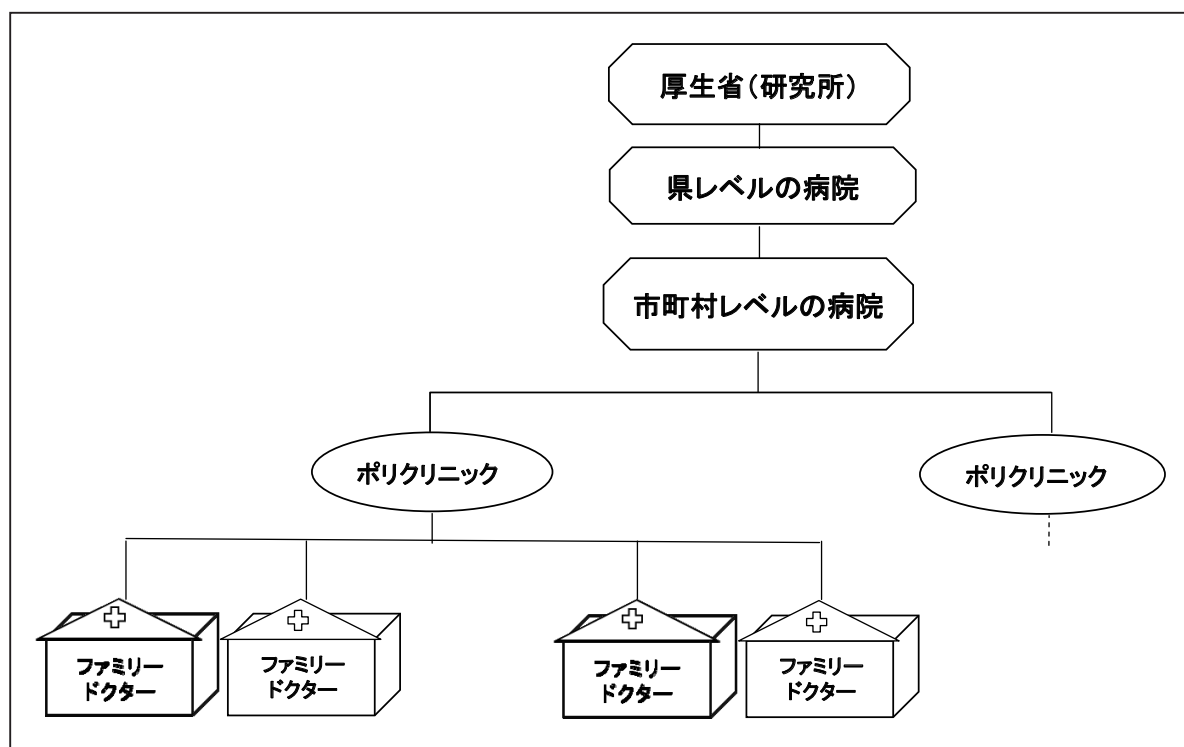 厚生省（研究所）
県レベルの病院
市町村レベルの病院
ポリクリニック
ポリクリニック
ファミリー
ドクター
ファミリー
ドクター
ファミリー
ドクター
ファミリー
ドクター